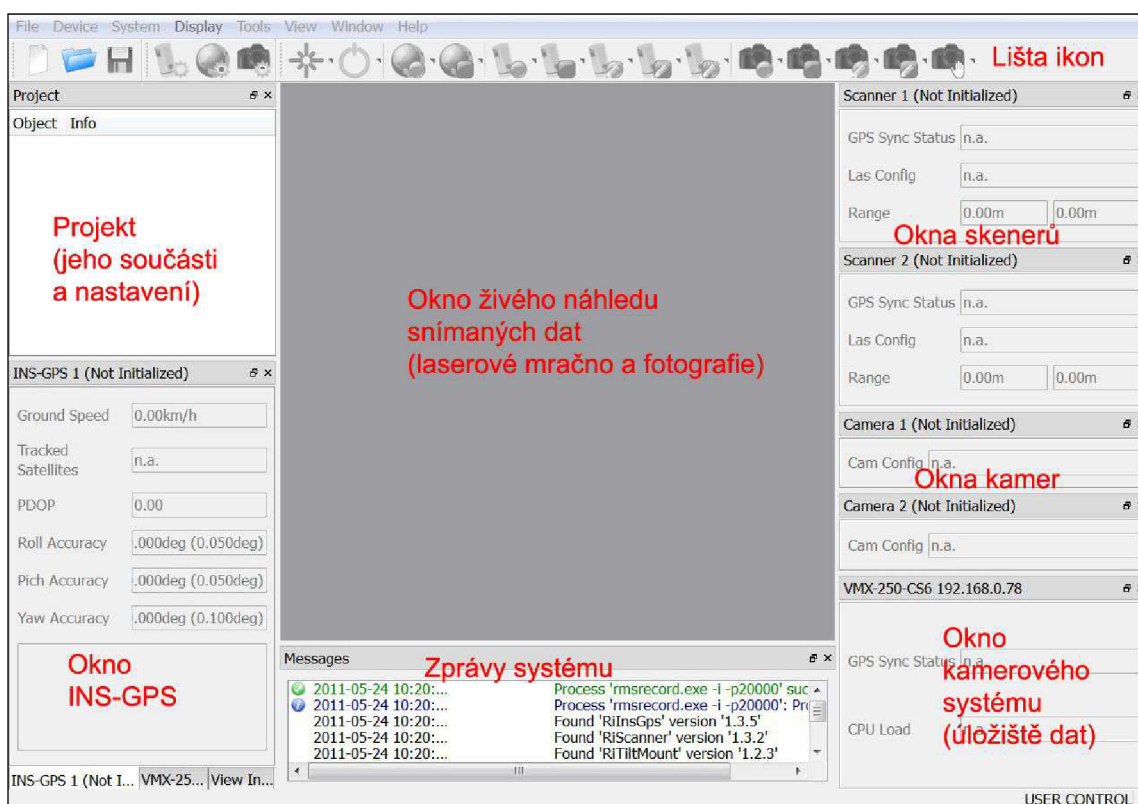 File Device System Display Tools View Window Help
Lišta ikon
Project
Object Info
Projekt
(jeho součásti
a nastavení)
INS-GPS 1 (Not Initialized)
Ground Speed 0.00km/h
Tracked
Satellites n.a.
PDOP 0.00
Roll Accuracy .000deg (0.050deg)
Pich Accuracy .000deg (0.050deg)
Yaw Accuracy .000deg (0.100deg)
Okno
INS-GPS
INS-GPS 1 (Not I... VMX-25... View In...
Okno živého náhledu
snímaných dat
(laserové mračno a fotografie)
Messages
Zprávy systému
2011-05-24 10:20:... Process 'rmsrecord.exe -i -p20000' suc
2011-05-24 10:20:... Process 'rmsrecord.exe -i -p20000': Pro
2011-05-24 10:20:... Found 'RiInsGps' version '1.3.5'
2011-05-24 10:20:... Found 'RiScanner' version '1.3.2'
2011-05-24 10:20:... Found 'RiTiltMount' version '1.2.3'
Scanner 1 (Not Initialized)
GPS Sync Status n.a.
Las Config n.a.
Range 0.00m 0.00m
Okna skenerů
Scanner 2 (Not Initialized)
GPS Sync Status n.a.
Las Config n.a.
Range 0.00m 0.00m
Camera 1 (Not Initialized)
Cam Config n.a.
Okna kamer
Camera 2 (Not Initialized)
Cam Config n.a.
VMX-250-CS6 192.168.0.78
GPS Sync Status n.a.
CPU Load n.a.
Okno
kamerového
systému
(úložiště dat)
USER CONTROL